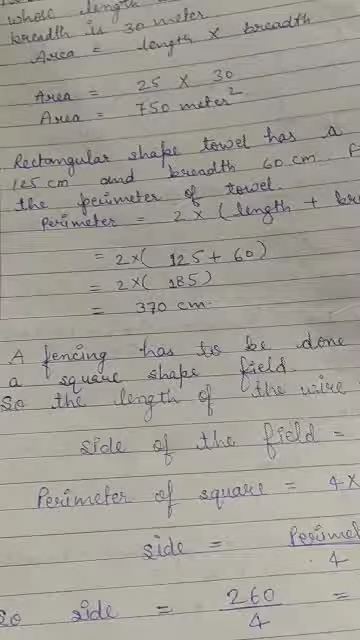 whose length
breadth is 30 meter
Area = length × breadth
Area = 25 × 30
Area = 750 meter²
Rectangular shape towel has a
125 cm and breadth 60 cm.
the perimeter of towel.
Perimeter = 2 × (length +
= 2×( 125 + 60)
= 2×( 185)
= 370 cm.
A fencing has to be done
a square shape field.
So the length of the wire
side of the field =
Perimeter of square = 4×
side = Perimet
4
So side = 260 =
4